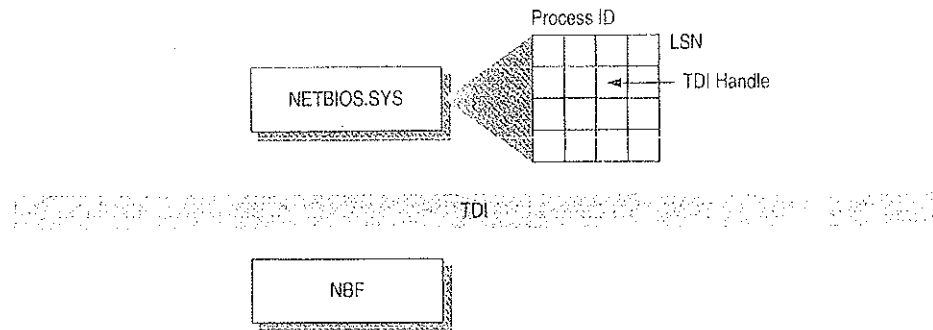 Process ID
LSN
TDI Handle
NETBIOS.SYS
TDI
NBF